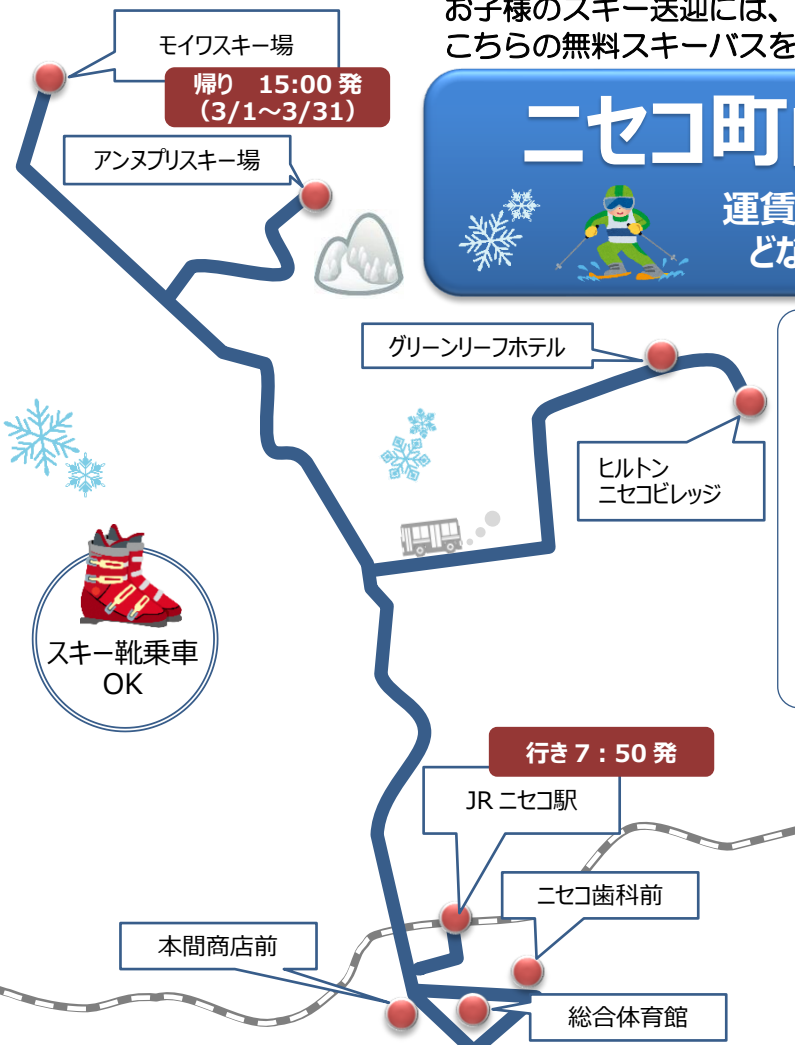 お子様のスキー送迎には、
こちらの無料スキーバスを
モイワスキー場
帰り 15:00 発
（3/1～3/31）
アンヌプリスキー場
ニセコ町
運賃
グリーンリーフホテル
ヒルトン
ニセコビレッジ
スキー靴乗車
OK
行き 7：50 発
JR ニセコ駅
ニセコ歯科前
本間商店前
総合体育館